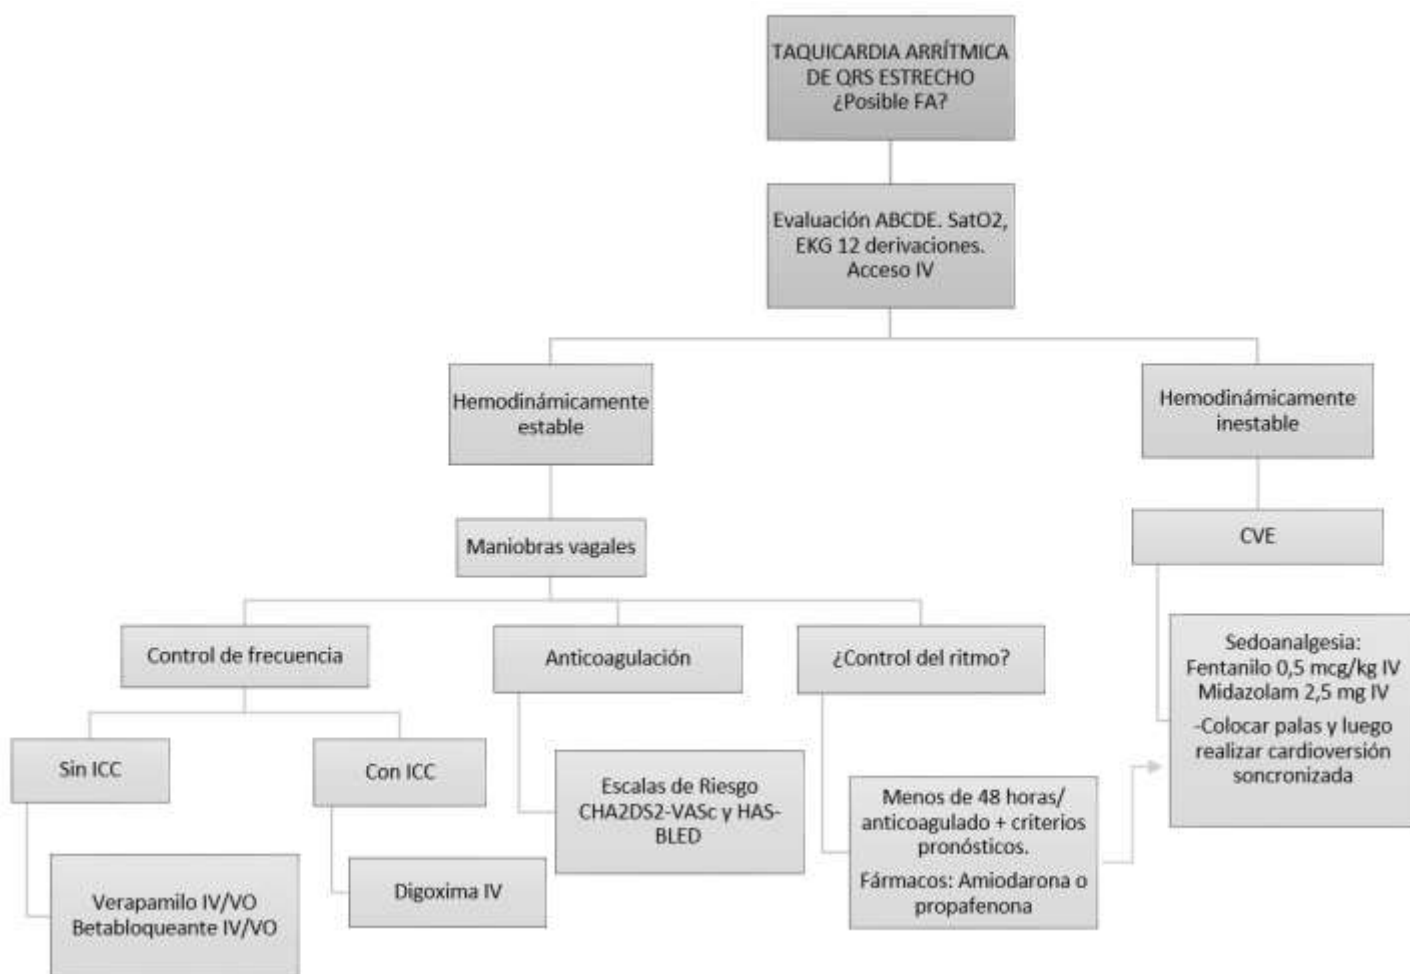 TAQUICARDIA ARRÍTMICA
DE QRS ESTRECHO
¿Posible FA?
Evaluación ABCDE. SatO2,
EKG 12 derivaciones.
Acceso IV
Hemodinámicamente
estable
Hemodinámicamente
inestable
Maniobras vagales
CVE
Control de frecuencia
Anticoagulación
¿Control del ritmo?
Sedoanalgesia:
Fentanilo 0,5 mcg/kg IV
Midazolam 2,5 mg IV
-Colocar palas y luego
realizar cardioversión
soncronizada
Sin ICC
Con ICC
Escalas de Riesgo
CHA2DS2-VASc y HAS-
BLED
Menos de 48 horas/
anticoagulado + criterios
pronósticos.
Fármacos: Amiodarona o
propafenona
Verapamilo IV/VO
Betabloqueante IV/VO
Digoxima IV